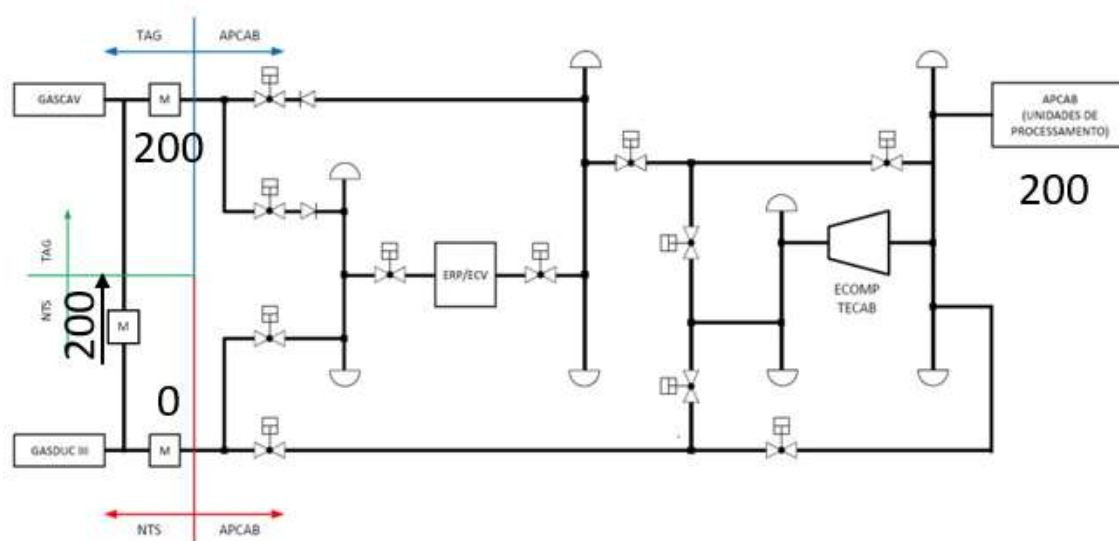 TAG APCAB
GASCAV
M
200
APCAB
(UNIDADES DE
PROCESSAMENTO)
200
TAG
NTS
200
M
ERP/ECV
ECOMP
TECAB
0
GASDUC III
M
NTS APCAB